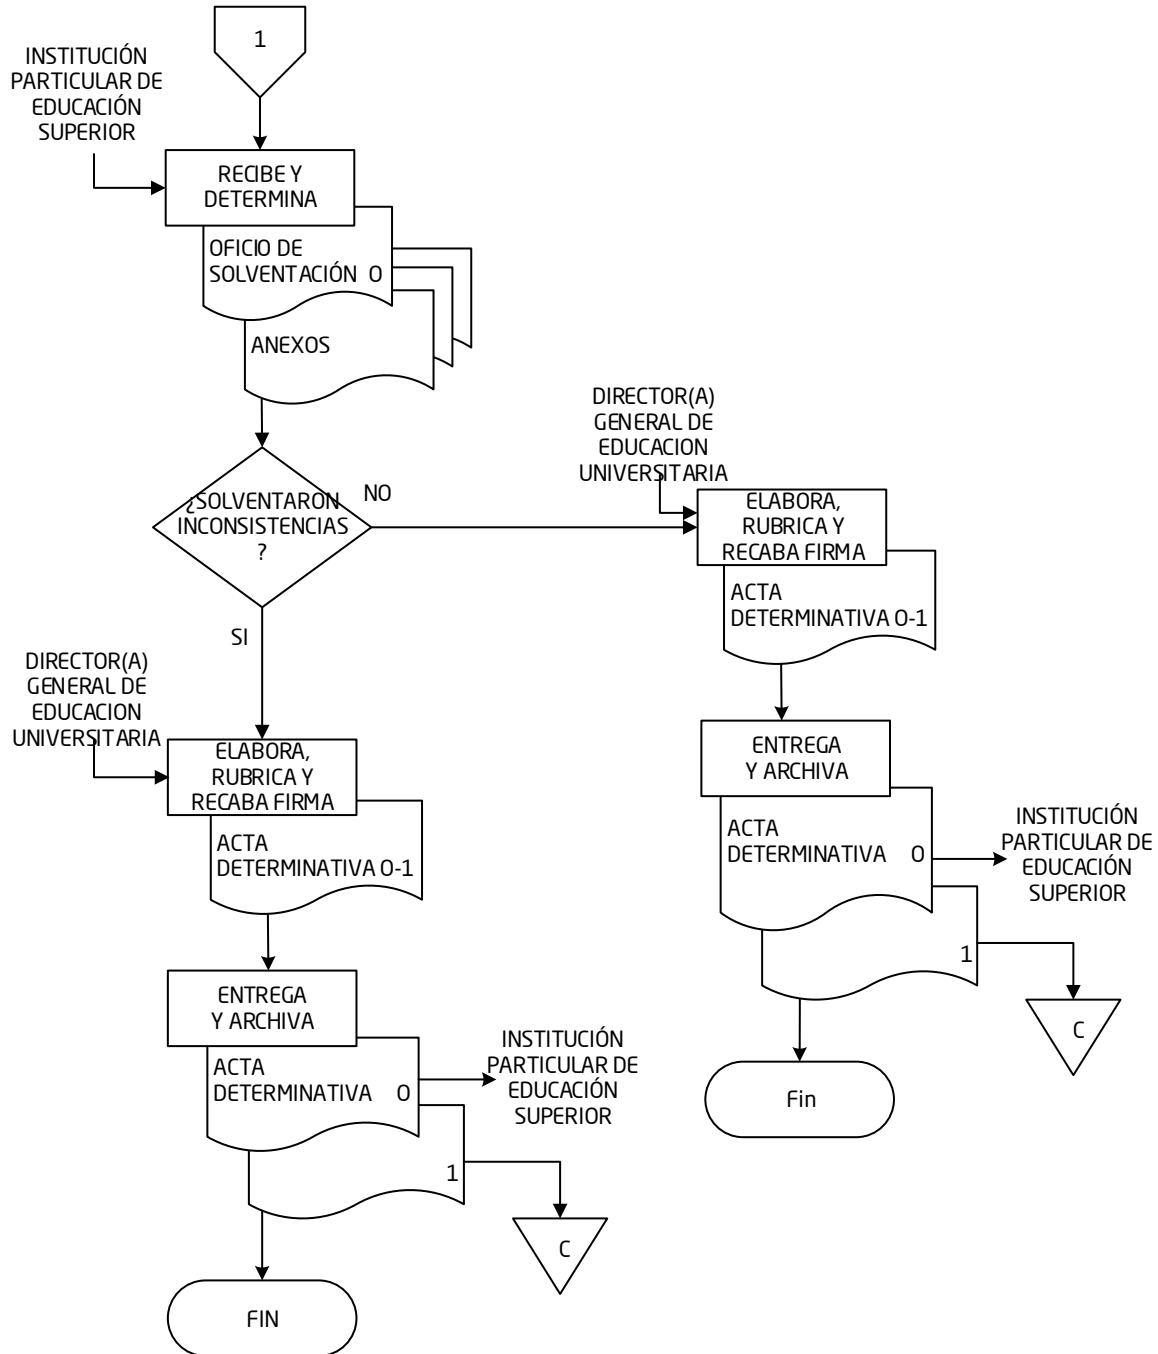 1
INSTITUCIÓN
PARTICULAR DE
EDUCACIÓN
SUPERIOR
RECIBE Y
DETERMINA
OFICIO DE
SOLVENTACIÓN O
ANEXOS
¿SOLVENTARON
INCONSISTENCIAS
?
NO
SI
DIRECTOR(A)
GENERAL DE
EDUCACION
UNIVERSITARIA
ELABORA,
RUBRICA Y
RECABA FIRMA
ACTA
DETERMINATIVA O-1
ENTREGA
Y ARCHIVA
ACTA
DETERMINATIVA O
INSTITUCIÓN
PARTICULAR DE
EDUCACIÓN
SUPERIOR
1
C
Fin
DIRECTOR(A)
GENERAL DE
EDUCACION
UNIVERSITARIA
ELABORA,
RUBRICA Y
RECABA FIRMA
ACTA
DETERMINATIVA O-1
ENTREGA
Y ARCHIVA
ACTA
DETERMINATIVA O
INSTITUCIÓN
PARTICULAR DE
EDUCACIÓN
SUPERIOR
1
C
FIN